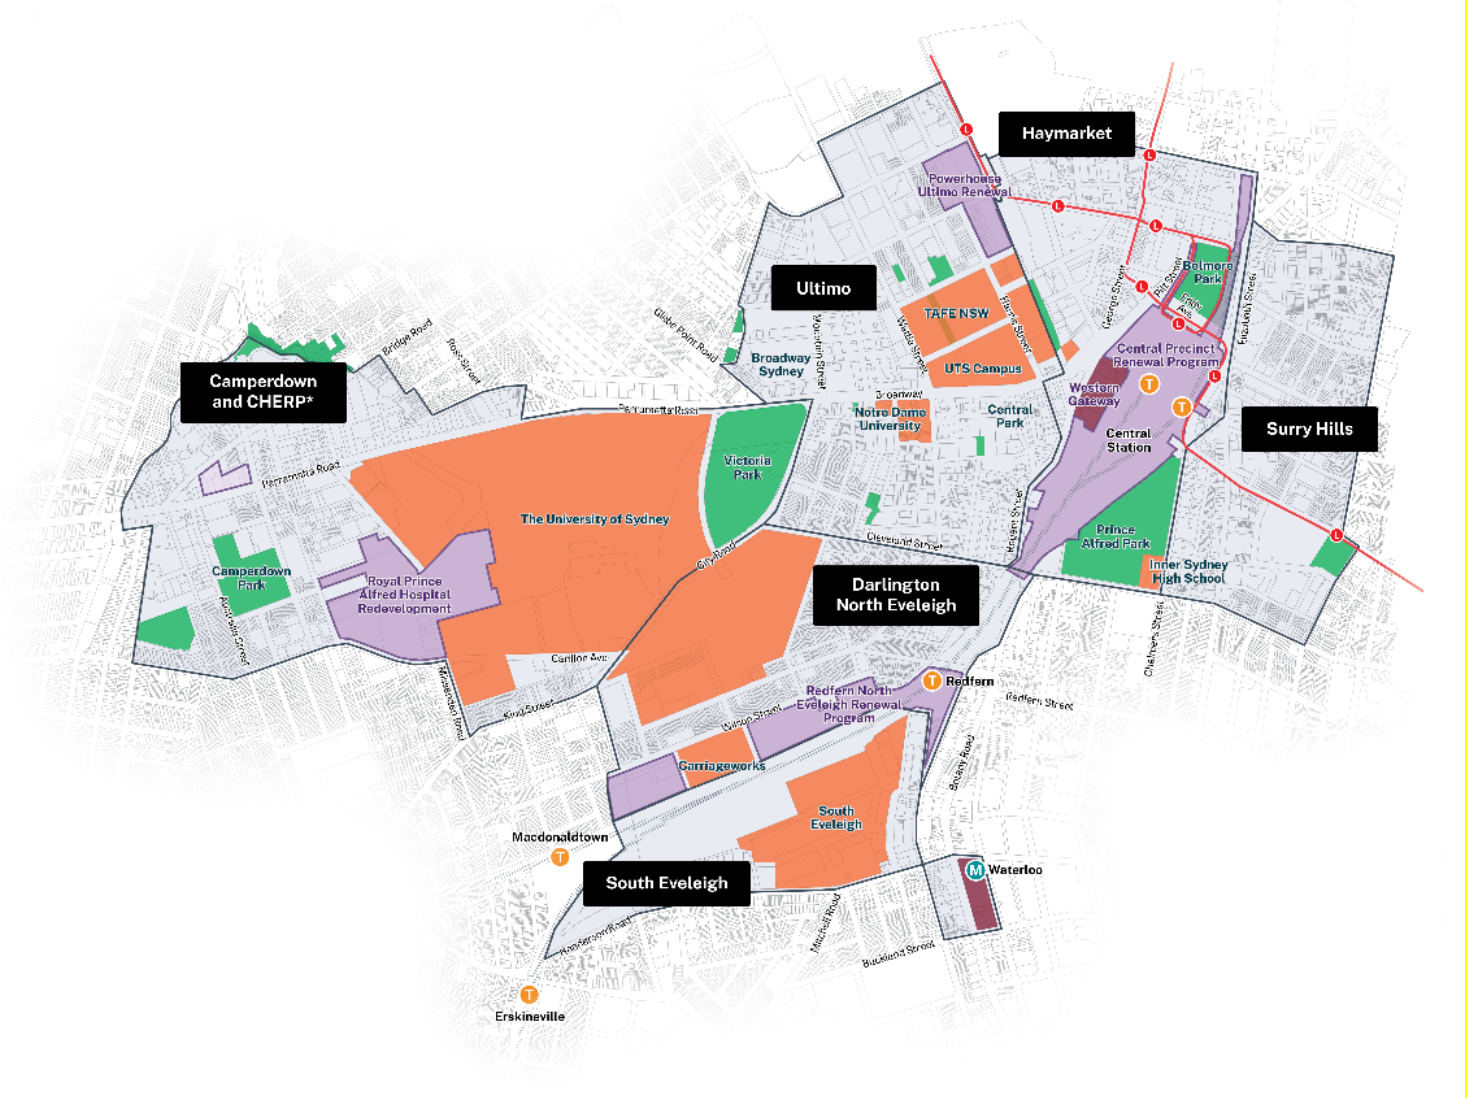 Haymarket
L
L
Powerhouse
Ultimo Renewal
L
L
Ultimo
Belmore
Park
Pitt Street
Eddy
Ave
L
L
George Street
Elizabeth Street
TAFE NSW
Harris Street
Wattle Street
Mountain Street
Glebe Point Road
Bridge Road
Ross Street
Broadway
Sydney
UTS Campus
Central Precinct
Renewal Program
T
L
Western
Gateway
T
Camperdown
and CHERP*
Broadway
Notre Dame
University
Central
Park
Central
Station
Surry Hills
Parramatta Road
Parramatta Road
Victoria
Park
The University of Sydney
Regent Street
Cleveland Street
City Road
Prince
Alfred Park
L
Inner Sydney
High School
Camperdown
Park
Royal Prince
Alfred Hospital
Redevelopment
Darlington
North Eveleigh
Australia Street
Carillon Ave
Chalmers Street
Missenden Road
King Street
T Redfern
Redfern North
Eveleigh Renewal
Program
Redfern Street
Wilson Street
Carriageworks
Botany Road
South
Eveleigh
Macdonaldtown
T
South Eveleigh
M Waterloo
Henderson Road
Mitchell Road
Buckland Street
T
Erskineville